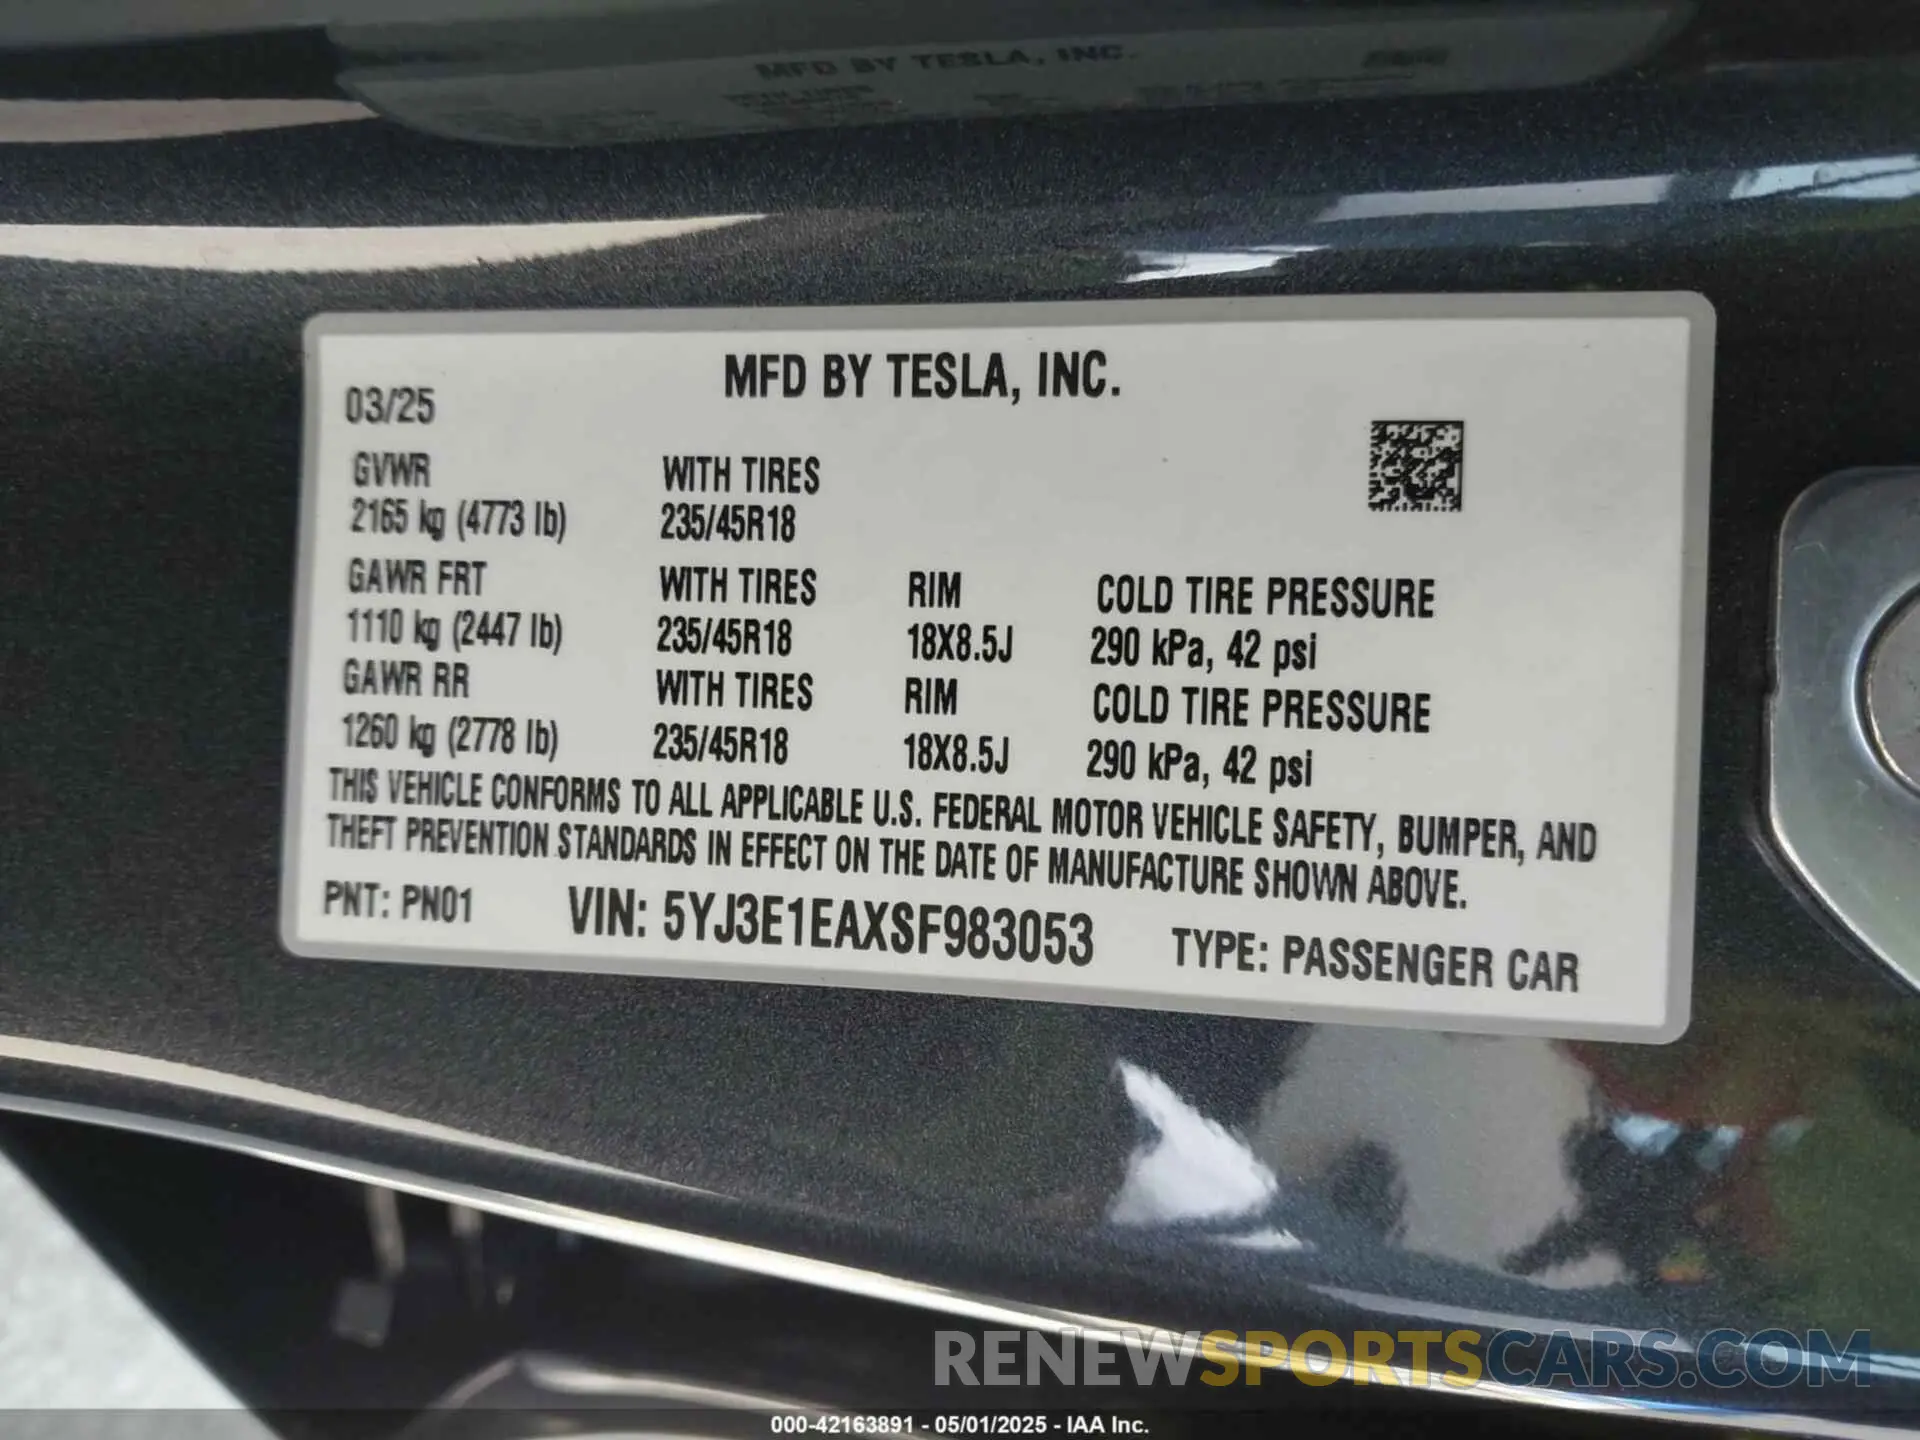 MFD BY TESLA, INC.
MFD BY TESLA, INC.
03/25
GVWR WITH TIRES
2165 kg (4773 lb) 235/45R18
GAWR FRT WITH TIRES RIM COLD TIRE PRESSURE
1110 kg (2447 lb) 235/45R18 18X8.5J 290 kPa, 42 psi
GAWR RR WITH TIRES RIM COLD TIRE PRESSURE
1260 kg (2778 lb) 235/45R18 18X8.5J 290 kPa, 42 psi
THIS VEHICLE CONFORMS TO ALL APPLICABLE U.S. FEDERAL MOTOR VEHICLE SAFETY, BUMPER, AND
THEFT PREVENTION STANDARDS IN EFFECT ON THE DATE OF MANUFACTURE SHOWN ABOVE.
PNT: PN01 VIN: 5YJ3E1EAXSF983053 TYPE: PASSENGER CAR
RENEWSPORTSCARS.COM
000-42163891 - 05/01/2025 - IAA Inc.